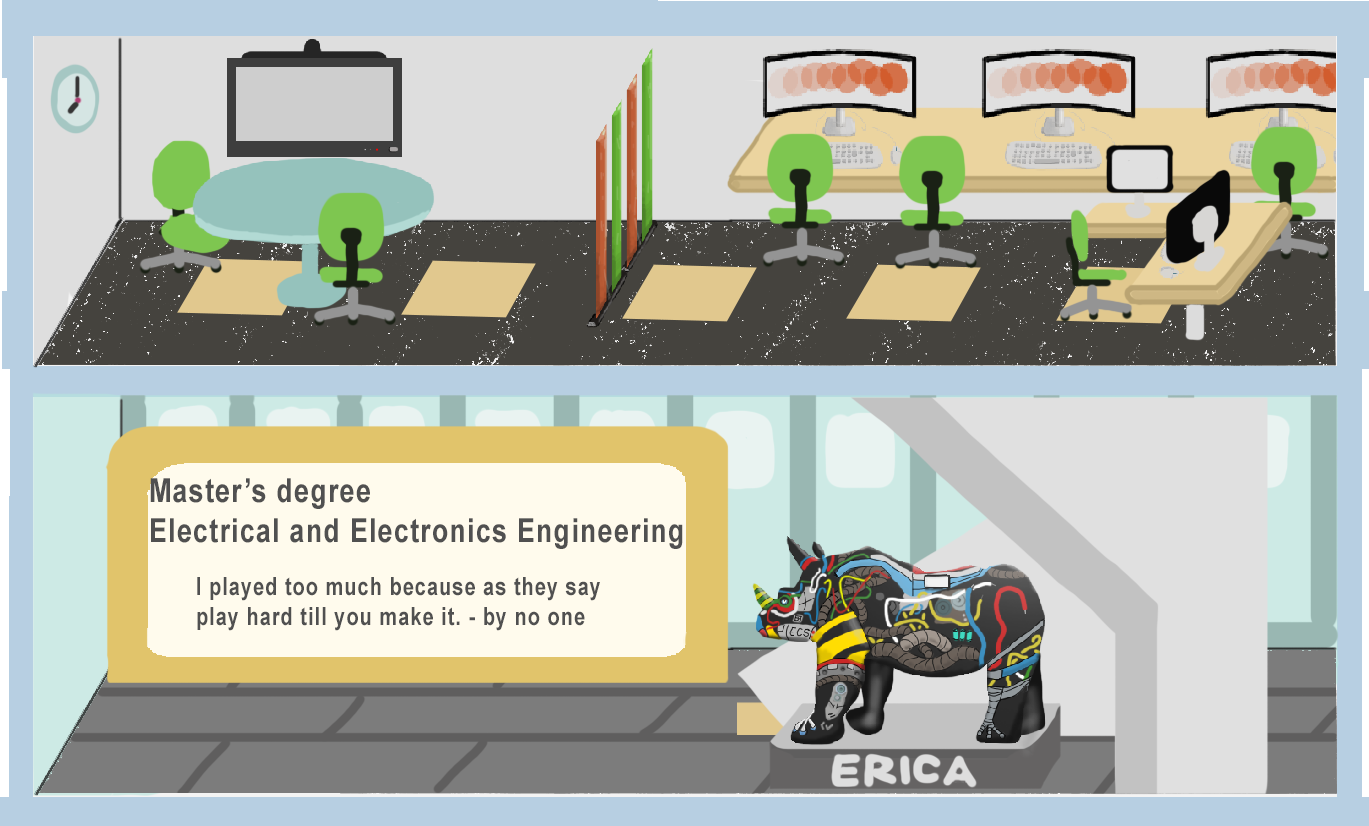 Master’s degree
Electrical and Electronics Engineering
I played too much because as they say
play hard till you make it. - by no one
ERICA